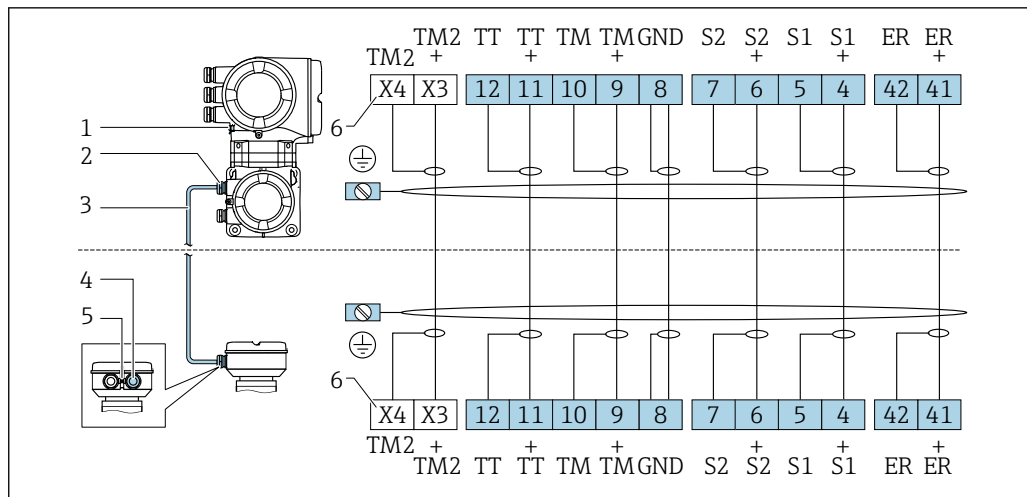 TM2 TT TT TM TM GND S2 S2 S1 S1 ER ER
TM2 + + + + + +
X4 X3 12 11 10 9 8 7 6 5 4 42 41
6
1
2
3
4
5
6
X4 X3 12 11 10 9 8 7 6 5 4 42 41
TM2 + + + + + +
TM2 TT TT TM TM GND S2 S2 S1 S1 ER ER